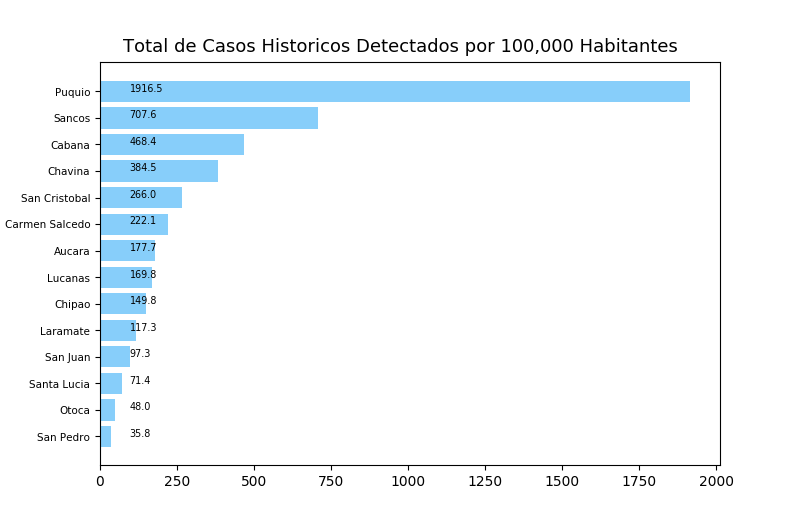 Total de Casos Historicos Detectados por 100,000 Habitantes
Puquio 1916.5
Sancos 707.6
Cabana 468.4
Chavina 384.5
San Cristobal 266.0
Carmen Salcedo 222.1
Aucara 177.7
Lucanas 169.8
Chipao 149.8
Laramate 117.3
San Juan 97.3
Santa Lucia 71.4
Otoca 48.0
San Pedro 35.8
0 250 500 750 1000 1250 1500 1750 2000